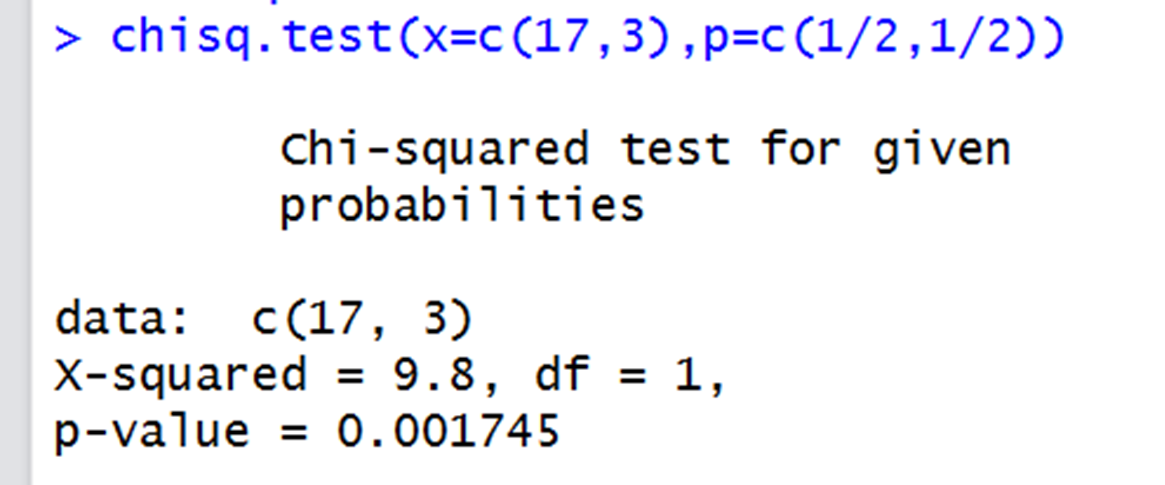 > chisq.test(x=c(17,3),p=c(1/2,1/2))
Chi-squared test for given
probabilities
data:  c(17, 3)
X-squared = 9.8, df = 1,
p-value = 0.001745